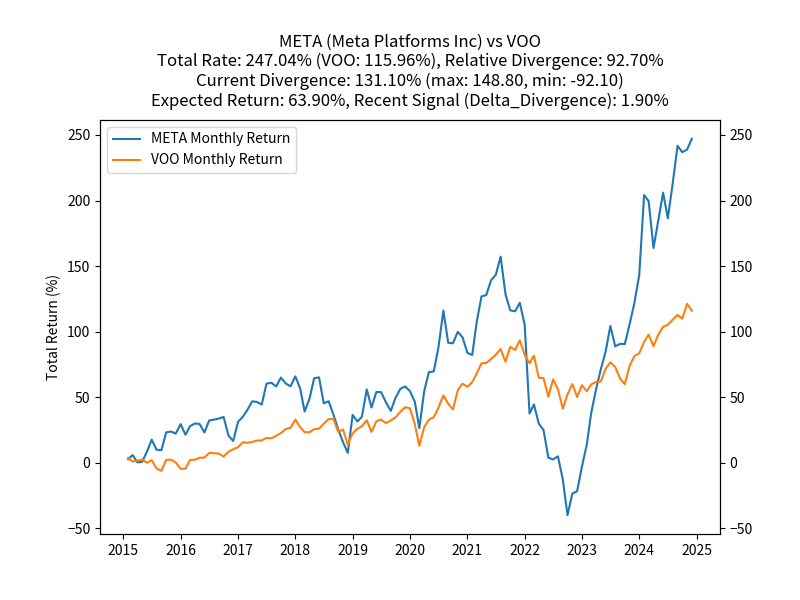 META (Meta Platforms Inc) vs VOO
Total Rate: 247.04% (VOO: 115.96%), Relative Divergence: 92.70%
Current Divergence: 131.10% (max: 148.80, min: -92.10)
Expected Return: 63.90%, Recent Signal (Delta_Divergence): 1.90%
META Monthly Return
VOO Monthly Return
Total Return (%)
250
200
150
100
50
0
−50
250
200
150
100
50
0
−50
2015 2016 2017 2018 2019 2020 2021 2022 2023 2024 2025